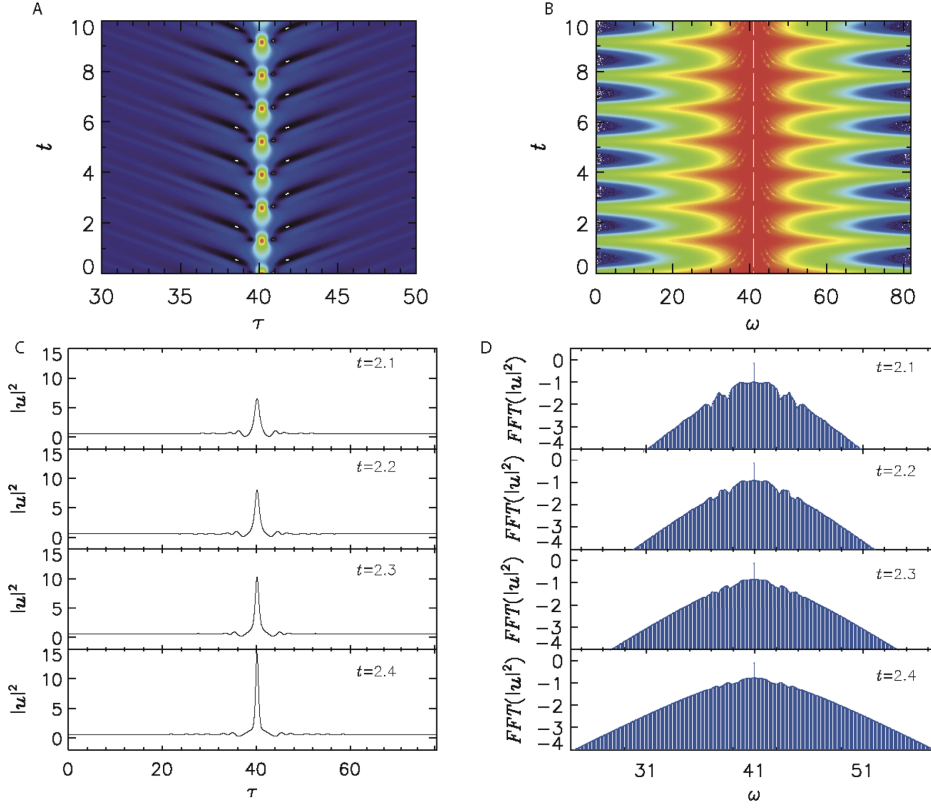 A
10
8
6
4
2
0
t
30 35 40 45 50
τ
B
10
8
6
4
2
0
t
0 20 40 60 80
ω
C
15
10
5
0
|u|²
t=2.1
15
10
5
0
|u|²
t=2.2
15
10
5
0
|u|²
t=2.3
15
10
5
0
|u|²
t=2.4
0 20 40 60
τ
D
0
−1
−2
−3
−4
FFT(|u|²)
t=2.1
0
−1
−2
−3
−4
FFT(|u|²)
t=2.2
0
−1
−2
−3
−4
FFT(|u|²)
t=2.3
0
−1
−2
−3
−4
FFT(|u|²)
t=2.4
31 41 51
ω